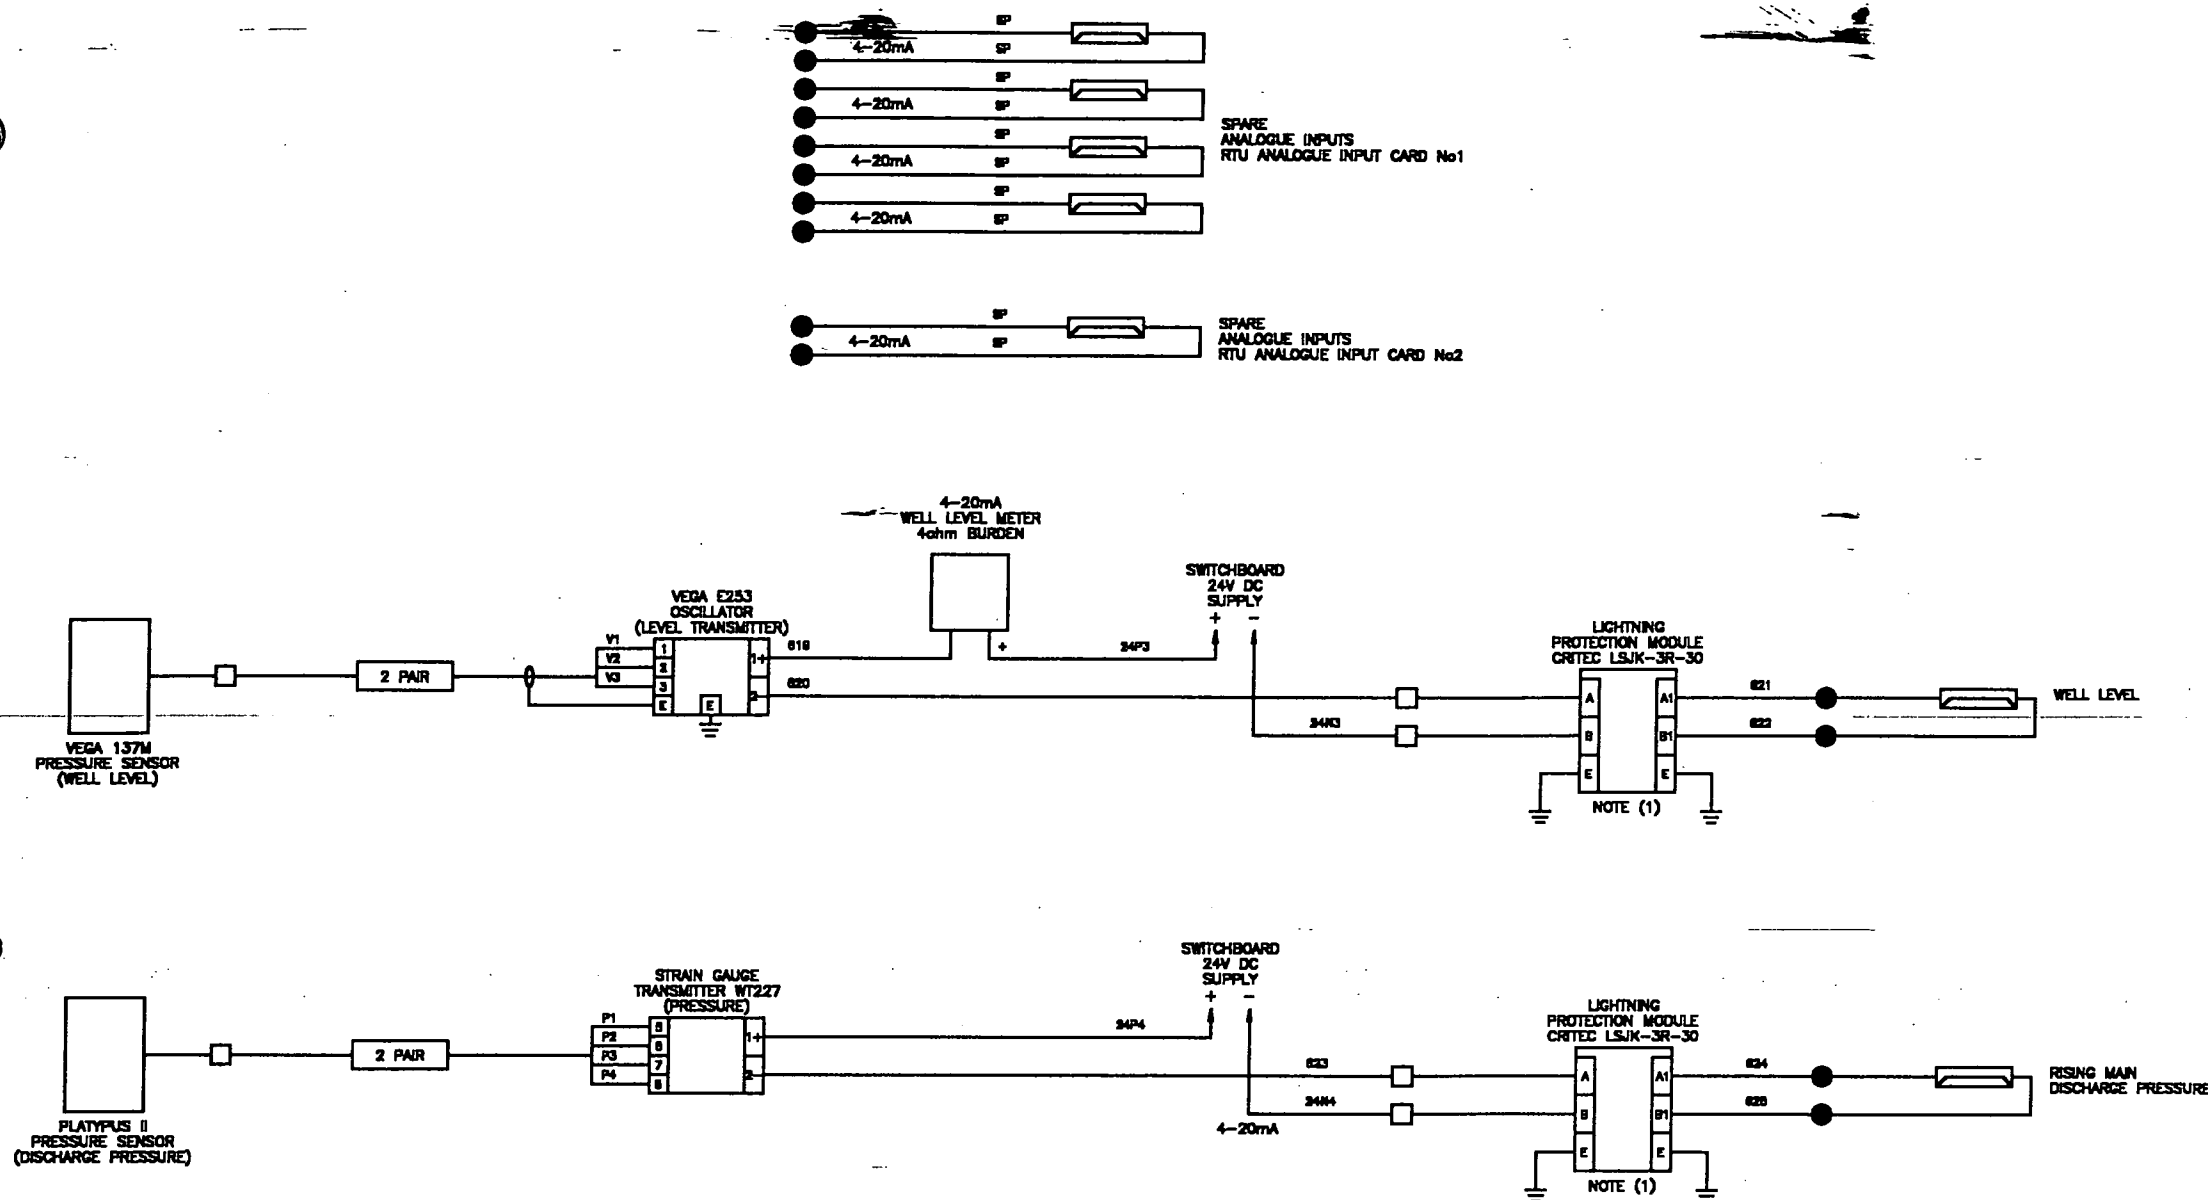 SP
4-20mA SP
SP
4-20mA SP
SP
4-20mA SP
SP
4-20mA SP
SPARE
ANALOGUE INPUTS
RTU ANALOGUE INPUT CARD No1
SP
4-20mA SP
SPARE
ANALOGUE INPUTS
RTU ANALOGUE INPUT CARD No2
4-20mA
WELL LEVEL METER
4ohm BURDEN
SWITCHBOARD
24V DC
SUPPLY
+ -
VEGA E253
OSCILLATOR
(LEVEL TRANSMITTER)
V1
V2
V3
1
2
3
E
E
1+
2-
619
620
+
24P3
24N3
2 PAIR
VEGA 137M
PRESSURE SENSOR
(WELL LEVEL)
LIGHTNING
PROTECTION MODULE
CRITEC LSJK-3R-30
A A1
B B1
E E
621
622
WELL LEVEL
NOTE (1)
SWITCHBOARD
24V DC
SUPPLY
+ -
STRAIN GAUGE
TRANSMITTER WT227
(PRESSURE)
P1
P2
P3
P4
6
7
1+
2-
24P4
623
24N4
4-20mA
2 PAIR
PLATYPUS II
PRESSURE SENSOR
(DISCHARGE PRESSURE)
LIGHTNING
PROTECTION MODULE
CRITEC LSJK-3R-30
A A1
B B1
E E
624
625
RISING MAIN
DISCHARGE PRESSURE
NOTE (1)